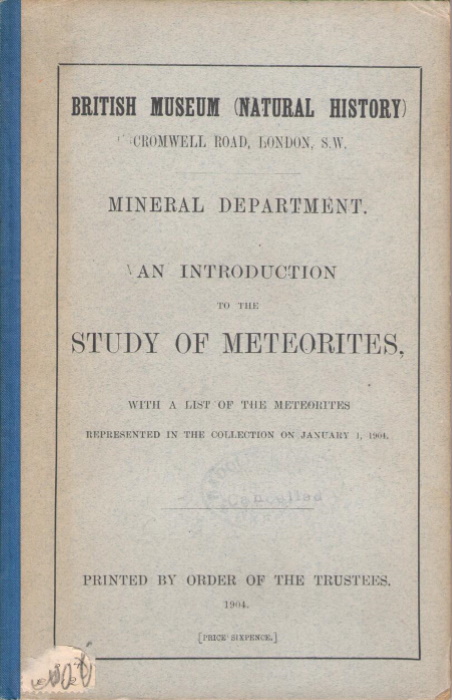 BRITISH MUSEUM (NATURAL HISTORY)
CROMWELL ROAD, LONDON, S.W.
MINERAL DEPARTMENT.
AN INTRODUCTION
TO THE
STUDY OF METEORITES,
WITH A LIST OF THE METEORITES
REPRESENTED IN THE COLLECTION ON JANUARY 1, 1904.
Cancelled
PRINTED BY ORDER OF THE TRUSTEES.
1904.
[PRICE SIXPENCE.]